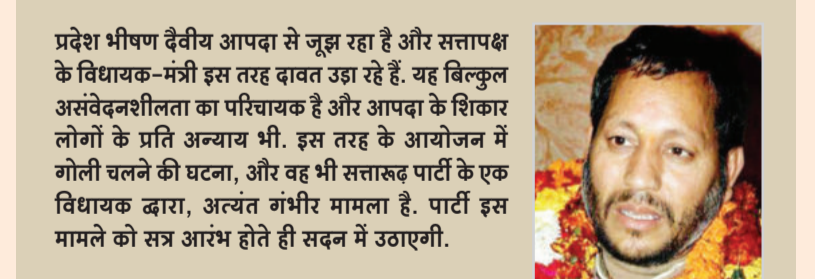 प्रदेश भीषण दैवीय आपदा से जूझ रहा है और सत्तापक्ष
के विधायक-मंत्री इस तरह दावत उड़ा रहे हैं. यह बिल्कुल
असंवेदनशीलता का परिचायक है और आपदा के शिकार
लोगों के प्रति अन्याय भी. इस तरह के आयोजन में
गोली चलने की घटना, और वह भी सत्तारूढ़ पार्टी के एक
विधायक द्वारा, अत्यंत गंभीर मामला है. पार्टी इस
मामले को सत्र आरंभ होते ही सदन में उठाएगी.